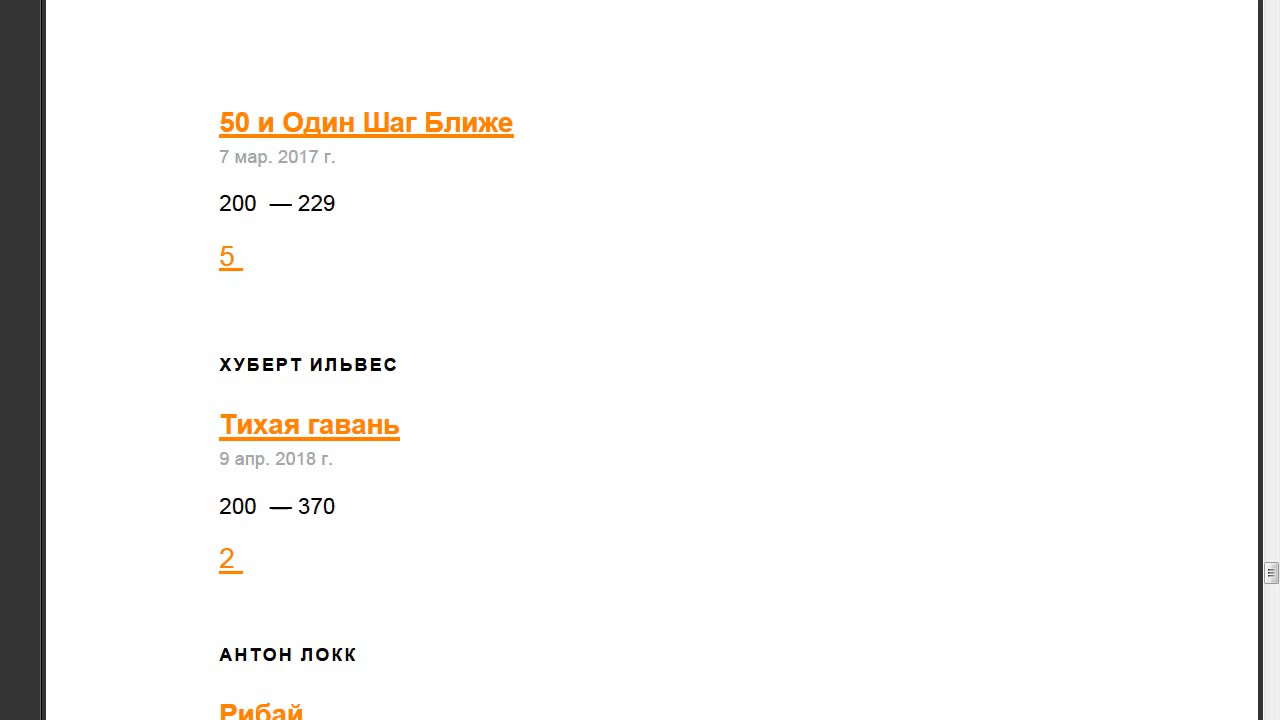 50 и Один Шаг Ближе
7 мар. 2017 г.
200 — 229
5
ХУБЕРТ ИЛЬВЕС
Тихая гавань
9 апр. 2018 г.
200 — 370
2
АНТОН ЛОКК
Рибай